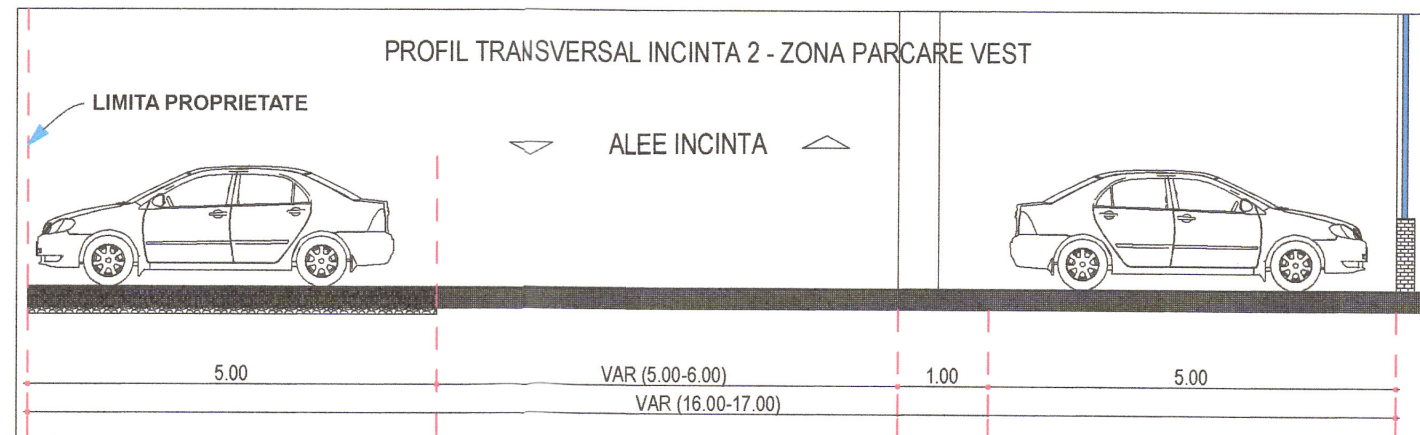 PROFIL TRANSVERSAL INCINTA 2 - ZONA PARCARE VEST
LIMITA PROPRIETATE
ALEE INCINTA
5.00
VAR (5.00-6.00)
1.00
5.00
VAR (16.00-17.00)